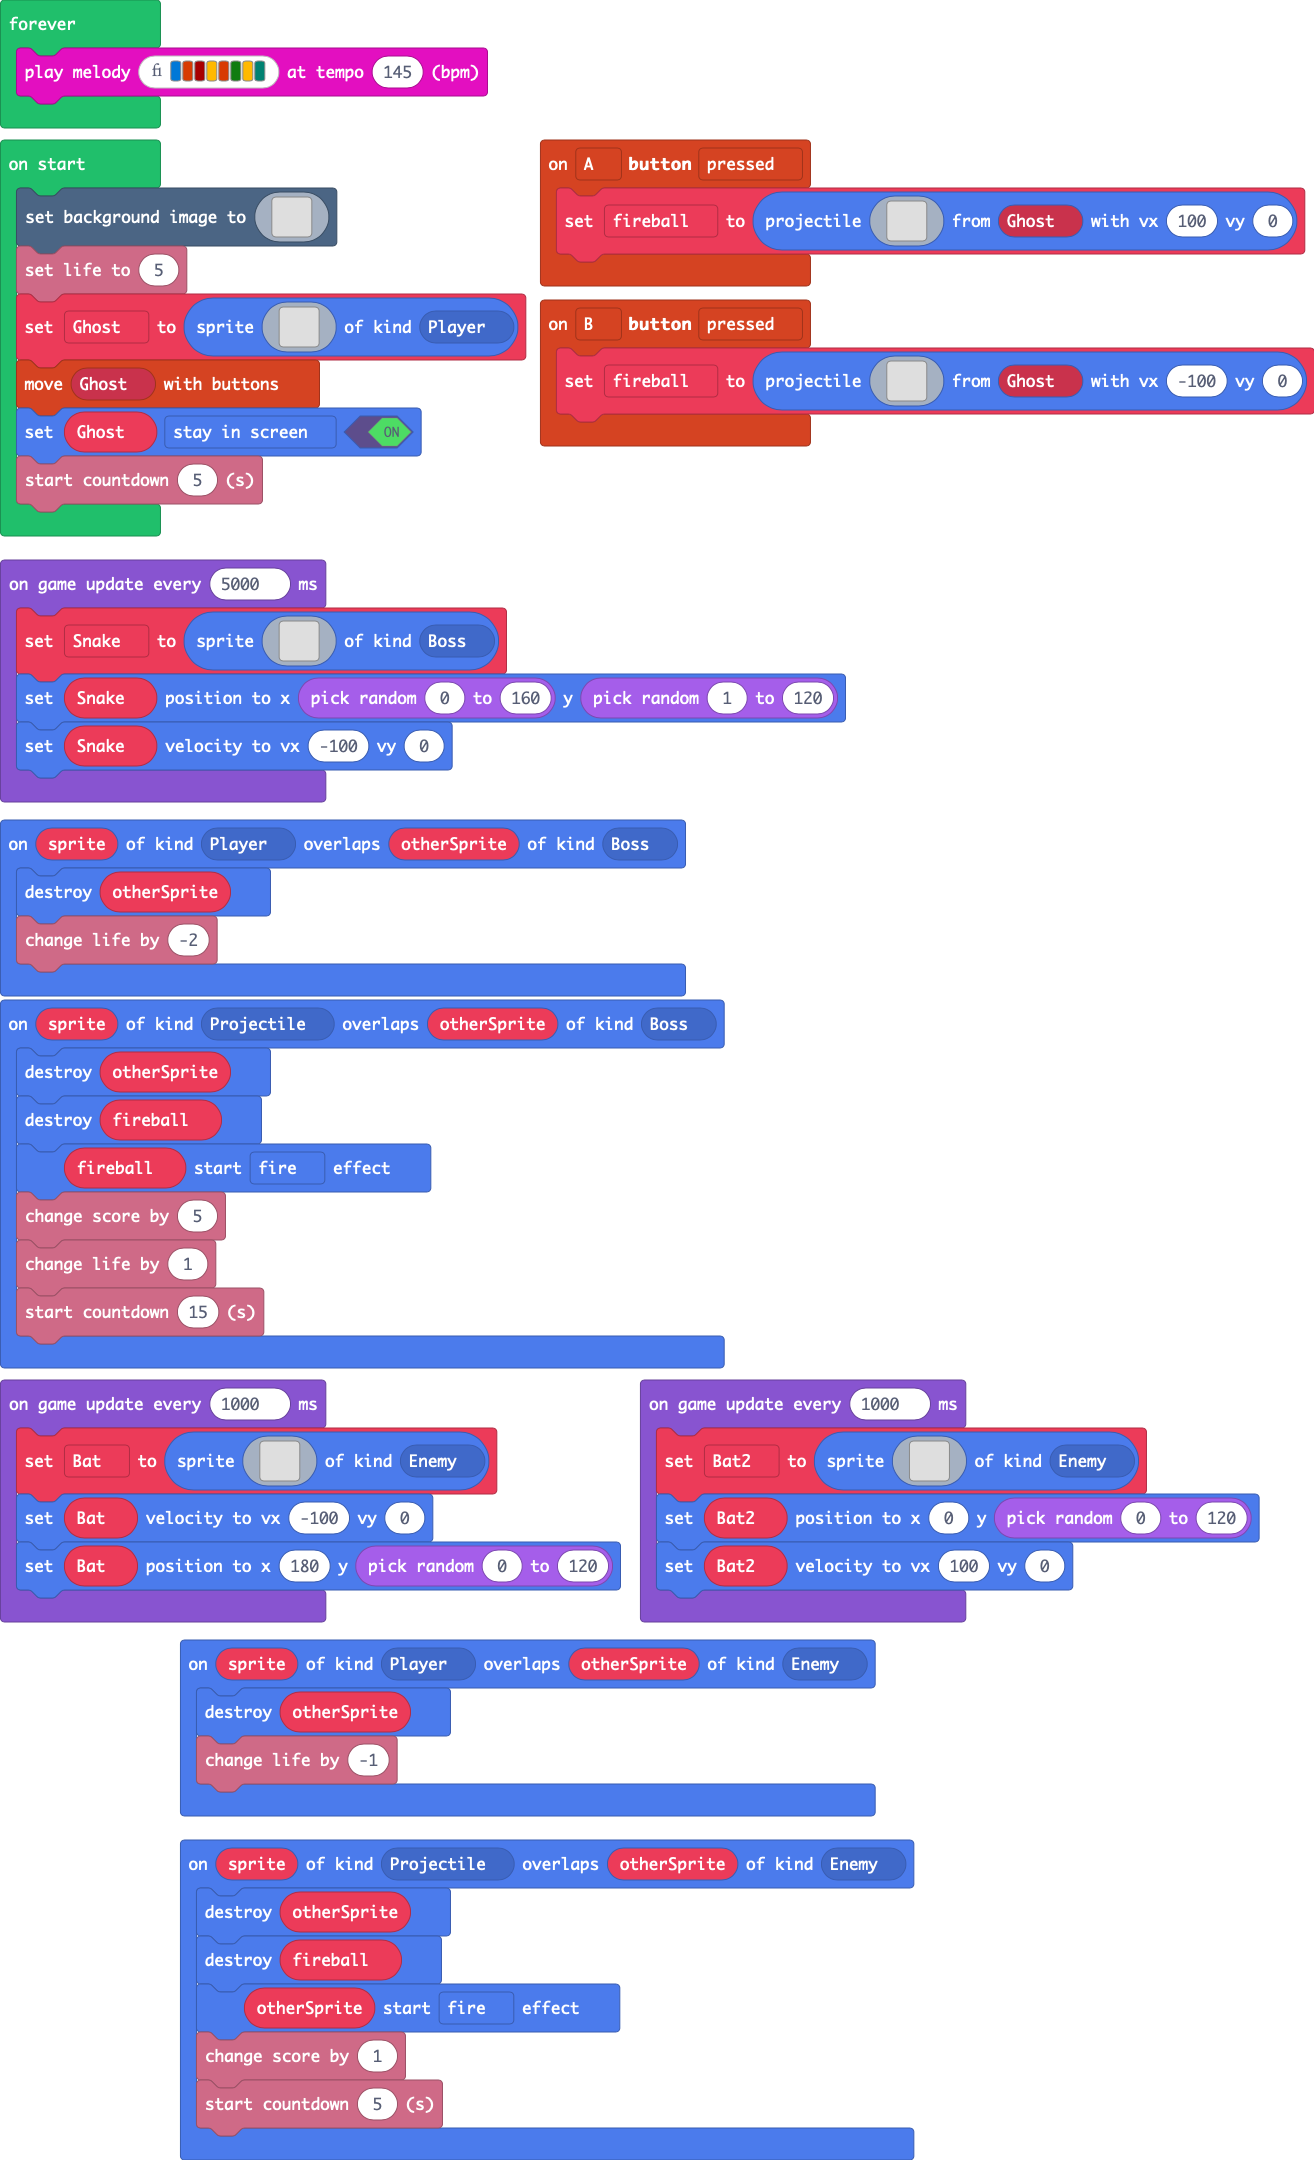 forever
play melody at tempo 145 (bpm)
on start
set background image to
set life to 5
set Ghost to sprite of kind Player
move Ghost with buttons
set Ghost stay in screen ON
start countdown 5 (s)
on A button pressed
set fireball to projectile from Ghost with vx 100 vy 0
on B button pressed
set fireball to projectile from Ghost with vx -100 vy 0
on game update every 5000 ms
set Snake to sprite of kind Boss
set Snake position to x pick random 0 to 160 y pick random 1 to 120
set Snake velocity to vx -100 vy 0
on sprite of kind Player overlaps otherSprite of kind Boss
destroy otherSprite
change life by -2
on sprite of kind Projectile overlaps otherSprite of kind Boss
destroy otherSprite
destroy fireball
fireball start fire effect
change score by 5
change life by 1
start countdown 15 (s)
on game update every 1000 ms
set Bat to sprite of kind Enemy
set Bat velocity to vx -100 vy 0
set Bat position to x 180 y pick random 0 to 120
on game update every 1000 ms
set Bat2 to sprite of kind Enemy
set Bat2 position to x 0 y pick random 0 to 120
set Bat2 velocity to vx 100 vy 0
on sprite of kind Player overlaps otherSprite of kind Enemy
destroy otherSprite
change life by -1
on sprite of kind Projectile overlaps otherSprite of kind Enemy
destroy otherSprite
destroy fireball
otherSprite start fire effect
change score by 1
start countdown 5 (s)